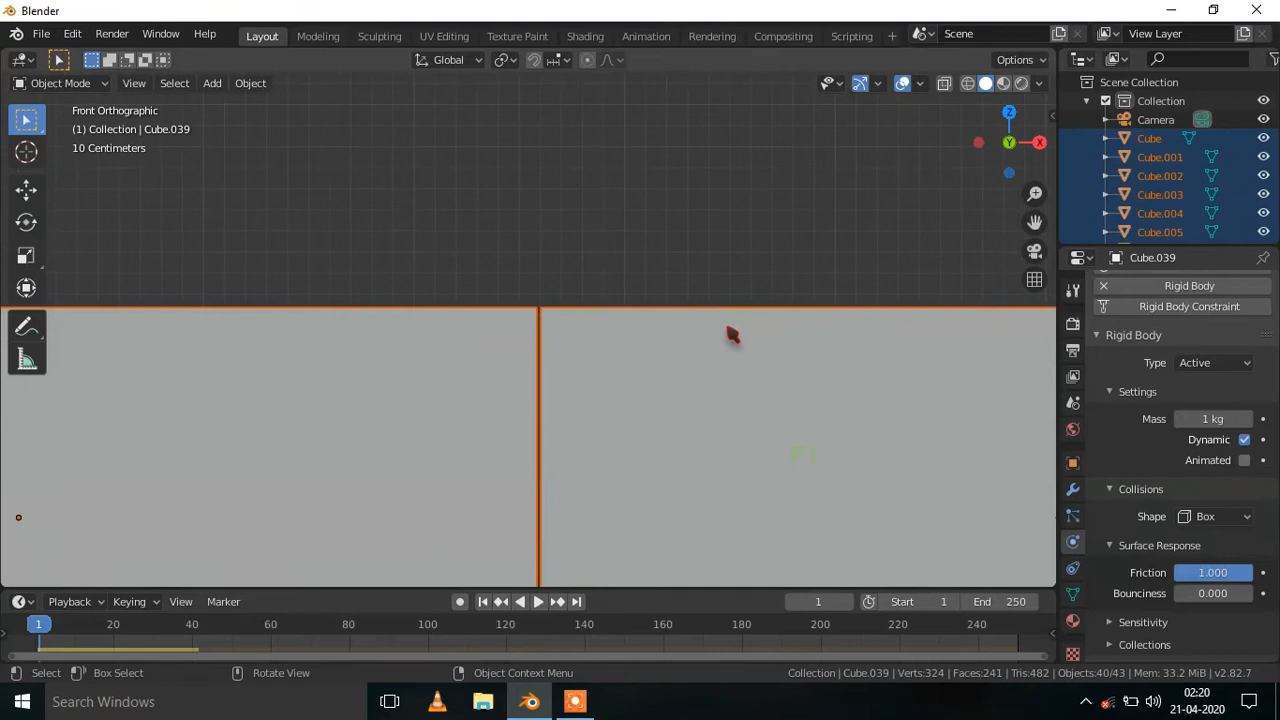 Blender
File Edit Render Window Help Layout Modeling Sculpting UV Editing Texture Paint Shading Animation Rendering Compositing Scripting + Scene View Layer
Global Options
Object Mode View Select Add Object
Scene Collection
Collection
Camera
Cube
Cube.001
Cube.002
Cube.003
Cube.004
Cube.005
Front Orthographic
(1) Collection | Cube.039
10 Centimeters
Z
Y
X
Cube.039
Rigid Body
Rigid Body Constraint
Rigid Body
Type Active
Settings
Mass 1 kg
Dynamic
Animated
Collisions
Shape Box
Surface Response
Friction 1.000
Bounciness 0.000
Sensitivity
Collections
Playback Keying View Marker 1 Start 1 End 250
1 20 40 60 80 100 120 140 160 180 200 220 240
Select Box Select Rotate View Object Context Menu Collection | Cube.039 | Verts:324 | Faces:241 | Tris:482 | Objects:40/43 | Mem: 33.2 MiB | v2.82.7
Search Windows
02:20
21-04-2020